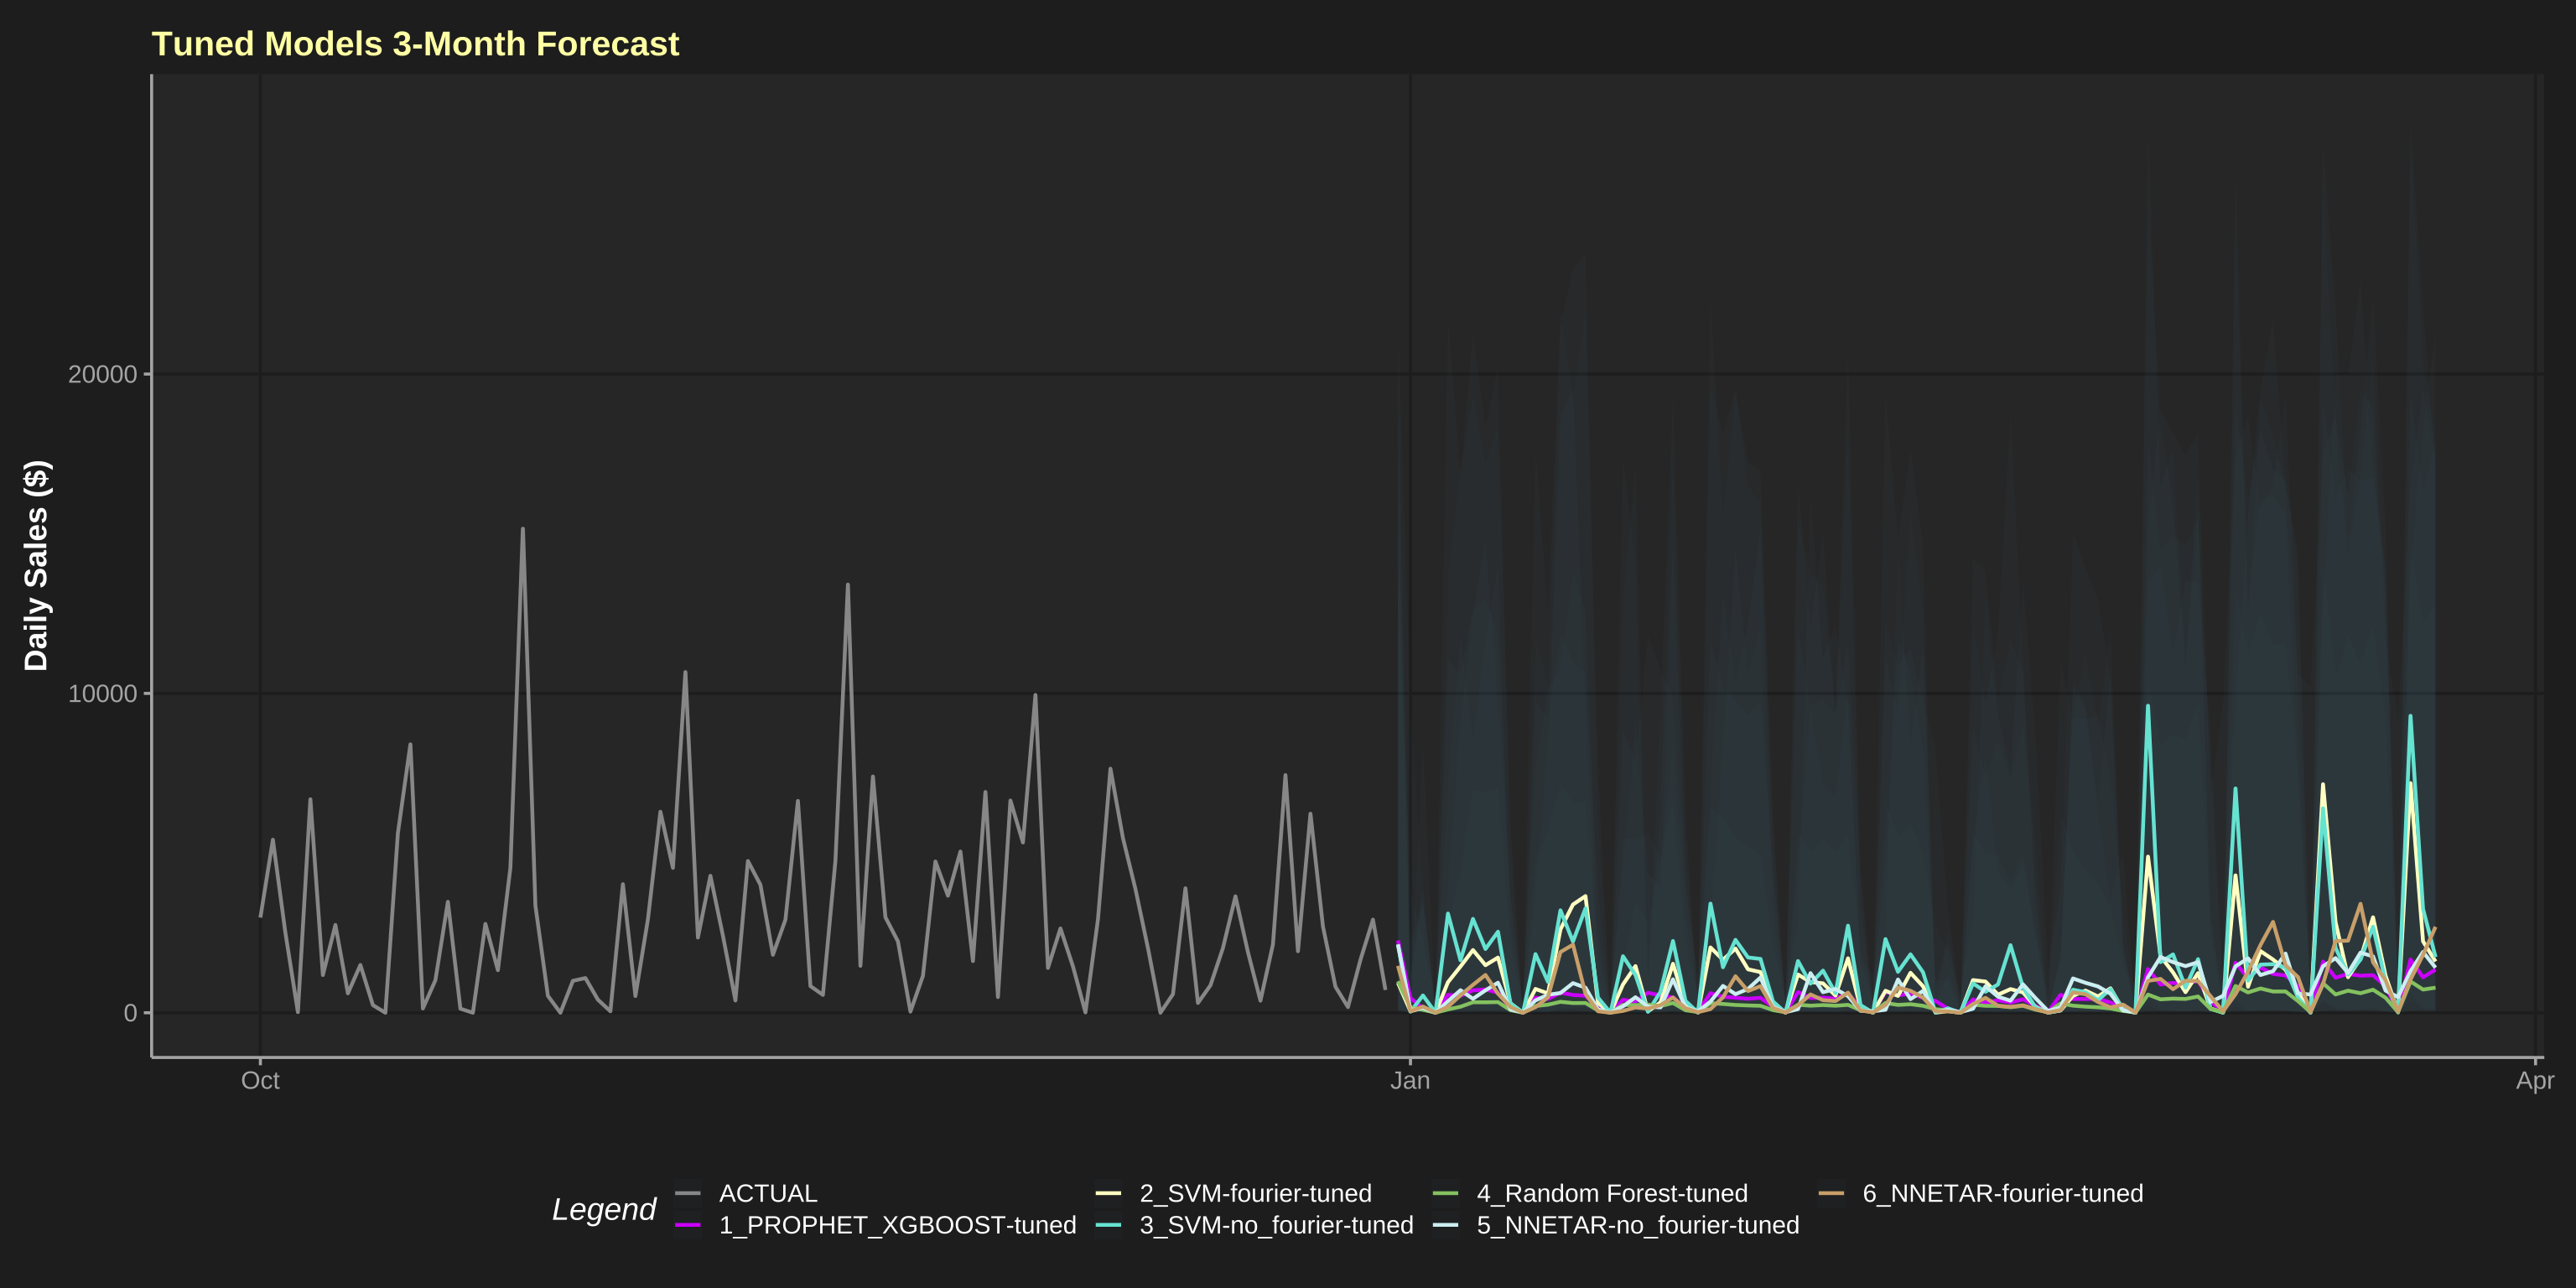 Tuned Models 3-Month Forecast
Daily Sales ($)
20000
10000
0
Oct
Jan
Apr
Legend
ACTUAL
1_PROPHET_XGBOOST-tuned
2_SVM-fourier-tuned
3_SVM-no_fourier-tuned
4_Random Forest-tuned
5_NNETAR-no_fourier-tuned
6_NNETAR-fourier-tuned